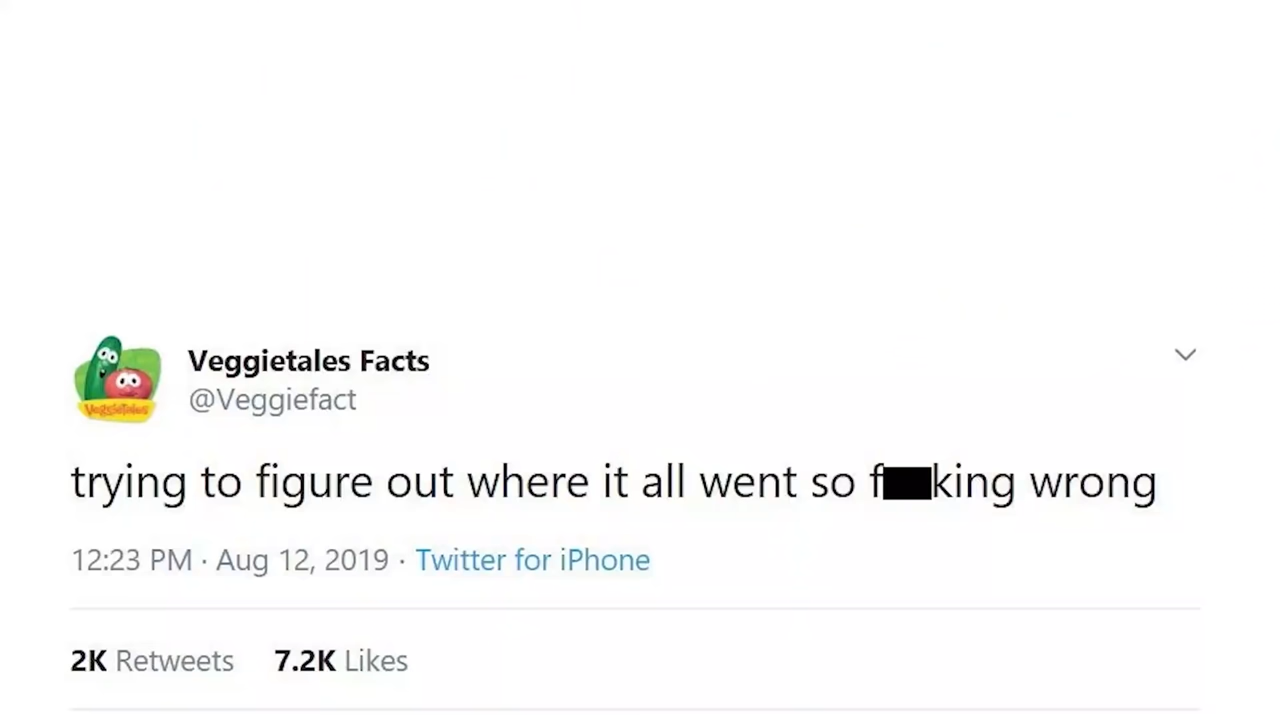 Veggietales Facts
@Veggiefact
VeggieTales
trying to figure out where it all went so f██king wrong
12:23 PM · Aug 12, 2019 · Twitter for iPhone
2K Retweets 7.2K Likes